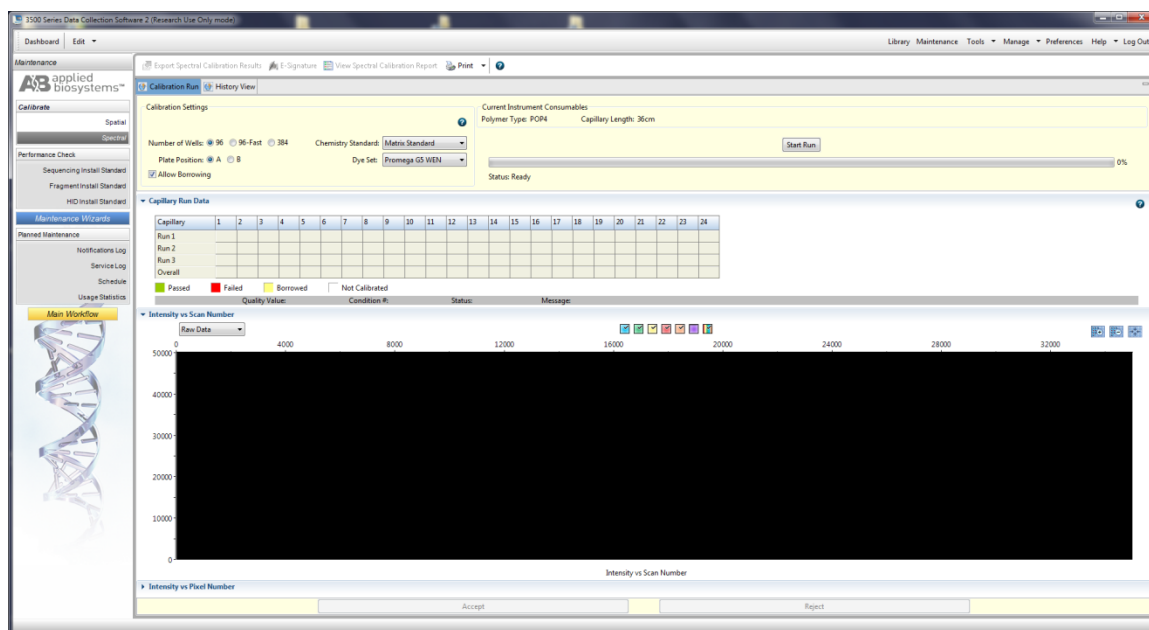 3500 Series Data Collection Software 2 (Research Use Only mode)
Dashboard Edit Library Maintenance Tools Manage Preferences Help Log Out
Maintenance
Export Spectral Calibration Results E-Signature View Spectral Calibration Report Print
AB applied biosystems™
Calibration Run History View
Calibrate
Spatial
Spectral
Performance Check
Sequencing Install Standard
Fragment Install Standard
HID Install Standard
Maintenance Wizards
Planned Maintenance
Notifications Log
Service Log
Schedule
Usage Statistics
Main Workflow
Calibration Settings
Number of Wells: 96 96-Fast 384 Chemistry Standard: Matrix Standard
Plate Position: A B Dye Set: Promega G5 WEN
Allow Borrowing
Current Instrument Consumables
Polymer Type: POP4 Capillary Length: 36cm
Start Run
0%
Status: Ready
Capillary Run Data
Capillary 1 2 3 4 5 6 7 8 9 10 11 12 13 14 15 16 17 18 19 20 21 22 23 24
Run 1
Run 2
Run 3
Overall
Passed Failed Borrowed Not Calibrated
Quality Value: Condition #: Status: Message:
Intensity vs Scan Number
Raw Data
0 4000 8000 12000 16000 20000 24000 28000 32000
50000
40000
30000
20000
10000
0
Intensity vs Scan Number
Intensity vs Pixel Number
Accept Reject